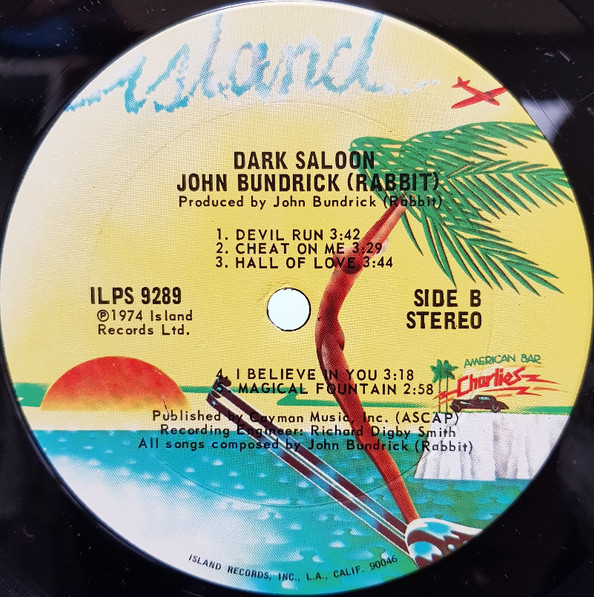 island
DARK SALOON
JOHN BUNDRICK (RABBIT)
Produced by John Bundrick (Rabbit)
1. DEVIL RUN 3:42
2. CHEAT ON ME 3:29
3. HALL OF LOVE 3:44
ILPS 9289
℗1974 Island
Records Ltd.
SIDE B
STEREO
4. I BELIEVE IN YOU 3:18
5. MAGICAL FOUNTAIN 2:58
AMERICAN BAR
Charlies
Published by Cayman Music, Inc. (ASCAP)
Recording Engineer: Richard Digby Smith
All songs composed by John Bundrick (Rabbit)
ISLAND RECORDS, INC., L.A., CALIF. 90046